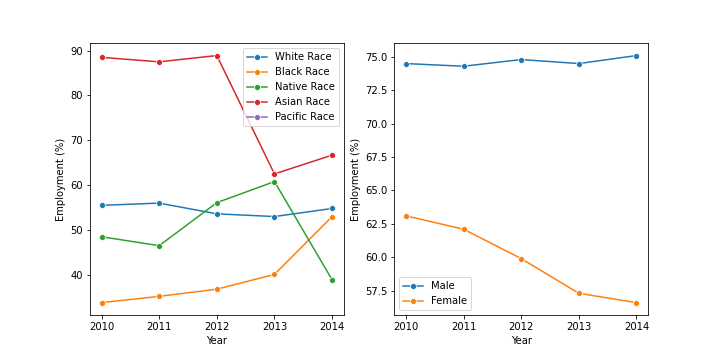 90
80
70
60
50
40
Employment (%)
2010 2011 2012 2013 2014
Year
White Race
Black Race
Native Race
Asian Race
Pacific Race
75.0
72.5
70.0
67.5
65.0
62.5
60.0
57.5
Employment (%)
2010 2011 2012 2013 2014
Year
Male
Female